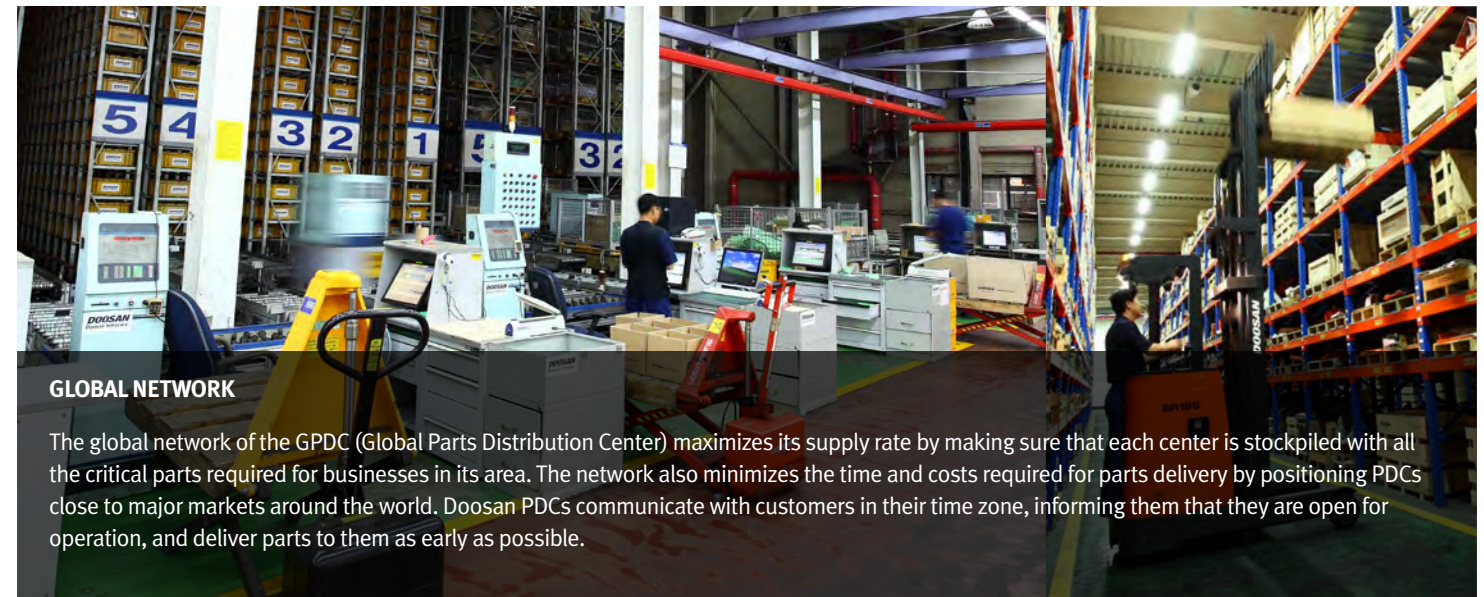 5
4
3
2
1
5
3
2
DOOSAN
DOOSAN
DOOSAN
DOOSAN
BR18S
GLOBAL NETWORK
The global network of the GPDC (Global Parts Distribution Center) maximizes its supply rate by making sure that each center is stockpiled with all
the critical parts required for businesses in its area. The network also minimizes the time and costs required for parts delivery by positioning PDCs
close to major markets around the world. Doosan PDCs communicate with customers in their time zone, informing them that they are open for
operation, and deliver parts to them as early as possible.